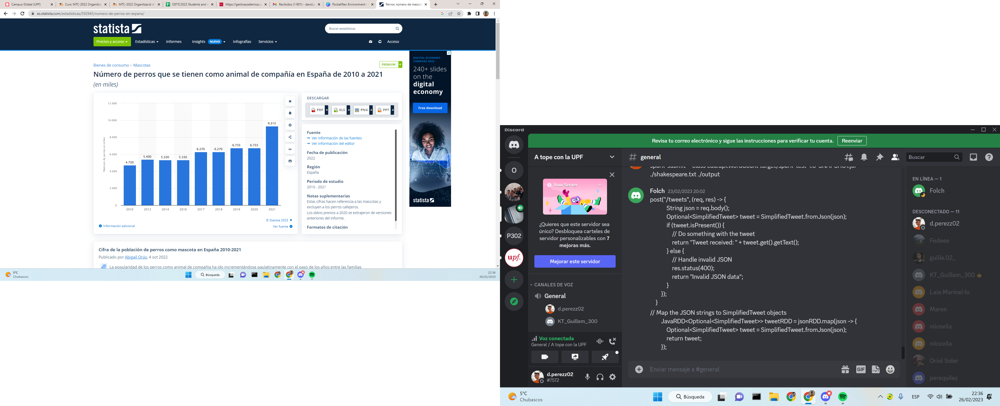 Campus Global (UPF)
Curs: MTC-2022 Organitzac
MTC-2022 Organització d'
OETIC2023 Students and
https://gestioacademica.u
Recibidos (1.901) - david.p
PocketPaw Environment -
Perros: número de mascot
es.statista.com/estadisticas/592945/numero-de-perros-en-espana/
statista
Buscar estadísticas
Precios y acceso
Estadísticas
Informes
Insights NUEVO
Infografías
Servicios
Acceso
Bienes de consumo › Mascotas
PREMIUM +
Número de perros que se tienen como animal de compañía en España de 2010 a 2021
(en miles)
Número de perros en miles
12.000
10.000
8.000
6.000
4.000
2.000
0
4.720
5.400
5.330
5.330
6.270
6.270
6.733
6.733
9.313
2010
2012
2014
2016
2017
2018
2019
2020
2021
© Statista 2023
Información adicional
Ver fuente
DESCARGAR
PDF +
XLS +
PNG +
PPT +
Fuente
→ Ver información de las fuentes
→ Ver información del editor
Fecha de publicación
2022
Región
España
Periodo de estudio
2010 - 2021
Notas suplementarias
Estas cifras hacen referencia a las mascotas y
excluyen a los perros callejeros.
Los datos previos a 2020 se extrajeron de versiones
anteriores del informe.
Formatos de citación
DIGITAL ECONOMY
COMPASS 2022
240+ slides
on the
digital
economy
Free download
statista
Cifra de la población de perros como mascota en España 2010-2021
Publicado por Abigail Orús, 4 oct 2022
La popularidad de los perros como animal de compañía ha ido incrementándose paulatinamente con el paso de los años entre las familias
5°C
Chubascos
Búsqueda
22:36
26/02/2023
Discord
Revisa tu correo electrónico y sigue las instrucciones para verificar tu cuenta.
Reenviar
O
P302
upf.
A tope con la UPF
Your Server
¿Quieres que este servidor sea
único? Desbloquea carteles de
servidor personalizables con 7
mejoras más.
Mejorar este servidor
CANALES DE VOZ
General
d.perezz02
KT_Guillem_300
Voz conectada
General / A tope con la UPF
d.perezz02
#7572
# general
Buscar
spark-submit --class edu.upf.WordCount target/spark-test-1.0-SNAPSHOT.jar
./shakespeare.txt ./output
Folch 23/02/2023 20:02
post("/tweets", (req, res) -> {
String json = req.body();
Optional<SimplifiedTweet> tweet = SimplifiedTweet.fromJson(json);
if (tweet.isPresent()) {
// Do something with the tweet
return "Tweet received: " + tweet.get().getText();
} else {
// Handle invalid JSON
res.status(400);
return "Invalid JSON data";
}
});
}
// Map the JSON strings to SimplifiedTweet objects
JavaRDD<Optional<SimplifiedTweet>> tweetRDD = jsonRDD.map(json -> {
Optional<SimplifiedTweet> tweet = SimplifiedTweet.fromJson(json);
return tweet;
});
Enviar mensaje a #general
GIF
EN LÍNEA — 1
Folch
DESCONECTADO — 11
d.perezz02
Fedeee
guille.02_
KT_Guillem_300
Laia Marinel·lo
Maren
niicovila
niicovila
Oriol Soler
perequilez
5°C
Chubascos
Búsqueda
ESP
22:36
26/02/2023